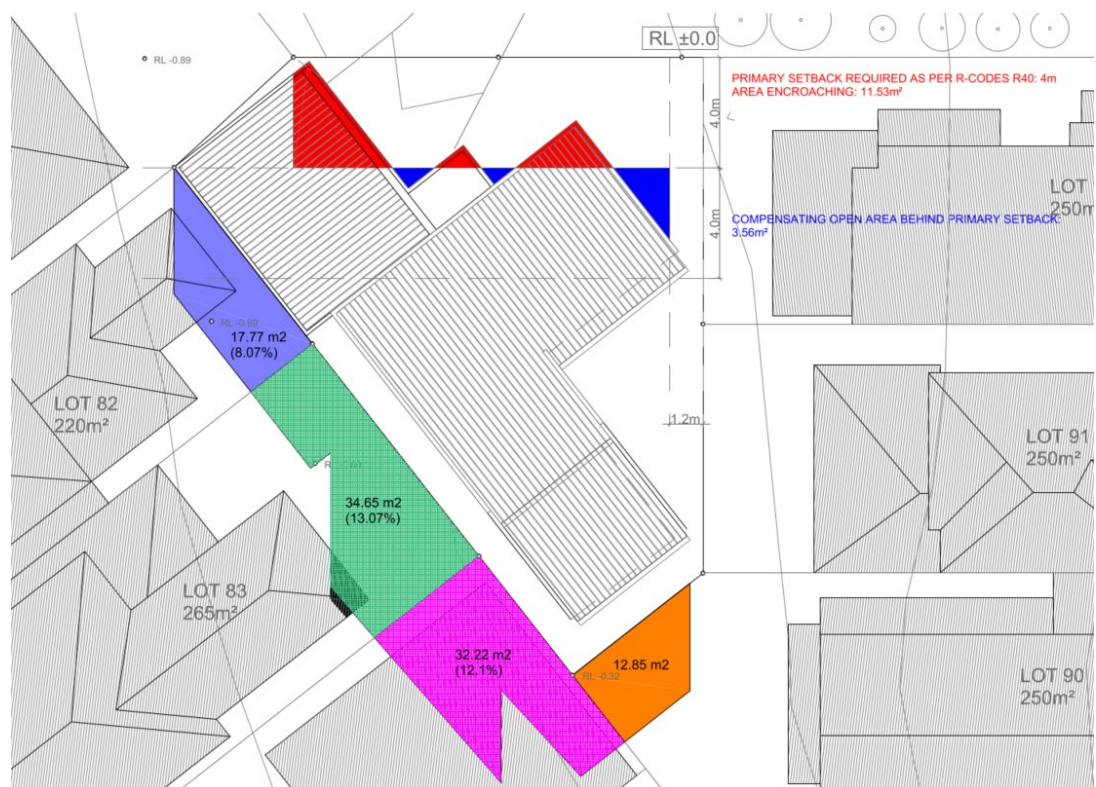 RL ±0.0
RL -0.89
PRIMARY SETBACK REQUIRED AS PER R-CODES R40: 4m
AREA ENCROACHING: 11.53m²
4.0m
LOT
250m
COMPENSATING OPEN AREA BEHIND PRIMARY SETBACK:
3.56m²
4.0m
RL
17.77 m2
(8.07%)
LOT 82
220m²
1.2m
LOT 91
250m²
34.65 m2
(13.07%)
LOT 83
265m²
32.22 m2
(12.1%)
12.85 m2
RL -0.32
LOT 90
250m²